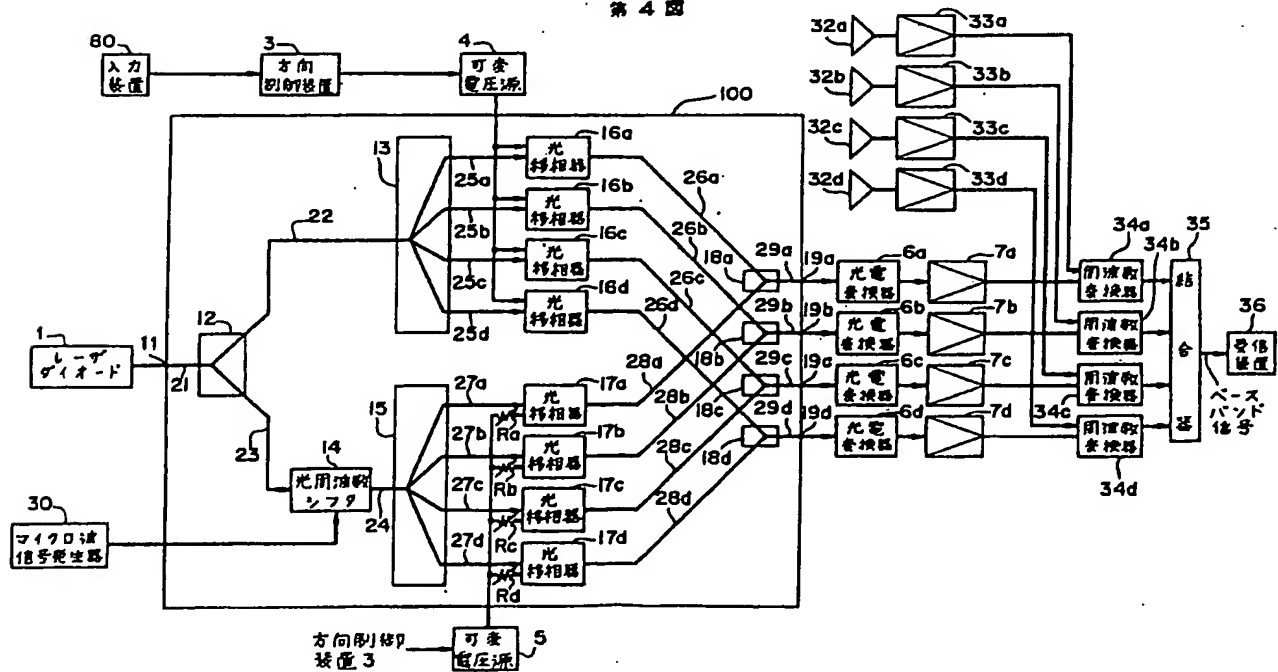 第4図
80
入力
装置
3
方向
制御装置
4
可変
電圧源
100
32a
33a
32b
33b
32c
33c
32d
33d
13
25a
25b
25c
25d
16a
光
移相器
16b
光
移相器
16c
光
移相器
16d
光
移相器
26a
26b
26c
26d
22
1
レーザ
ダイオード
11
21
12
23
14
光周波数
シフタ
24
30
マイクロ波
信号発生器
15
27a
27b
27c
27d
Ra
Rb
Rc
Rd
17a
光
移相器
17b
光
移相器
17c
光
移相器
17d
光
移相器
28a
28b
28c
28d
18a
18b
18c
18d
29a
19a
29b
19b
29c
19a
29d
19d
6a
光電
変換器
6b
光電
変換器
6c
光電
変換器
6d
光電
変換器
7a
7b
7c
7d
34a
周波数
変換器
34b
周波数
変換器
34c
周波数
変換器
34d
周波数
変換器
35
結
合
器
36
受信
装置
ベース
バンド
信号
方向制御
装置3
可変
電圧源
5